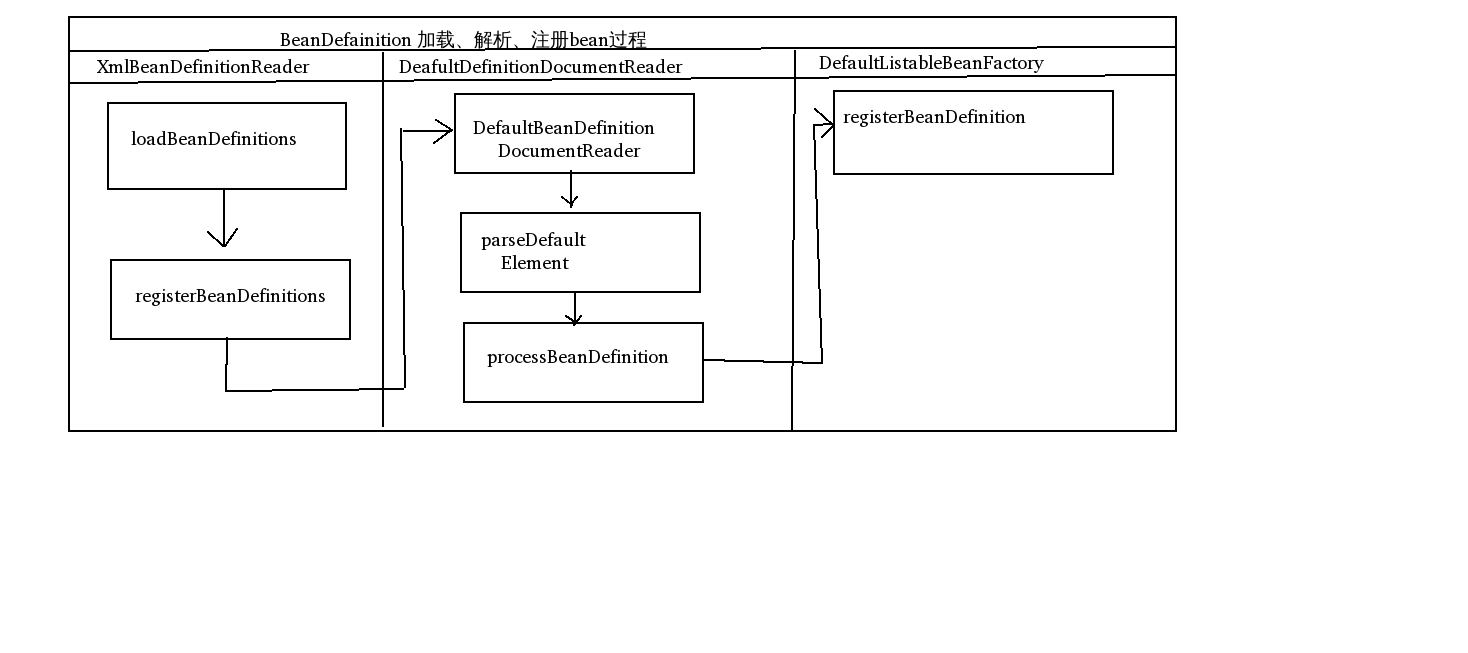 BeanDefainition 加载、解析、注册bean过程
XmlBeanDefinitionReader
DeafultDefinitionDocumentReader
DefaultListableBeanFactory
loadBeanDefinitions
registerBeanDefinitions
DefaultBeanDefinition
DocumentReader
parseDefault
Element
processBeanDefinition
registerBeanDefinition